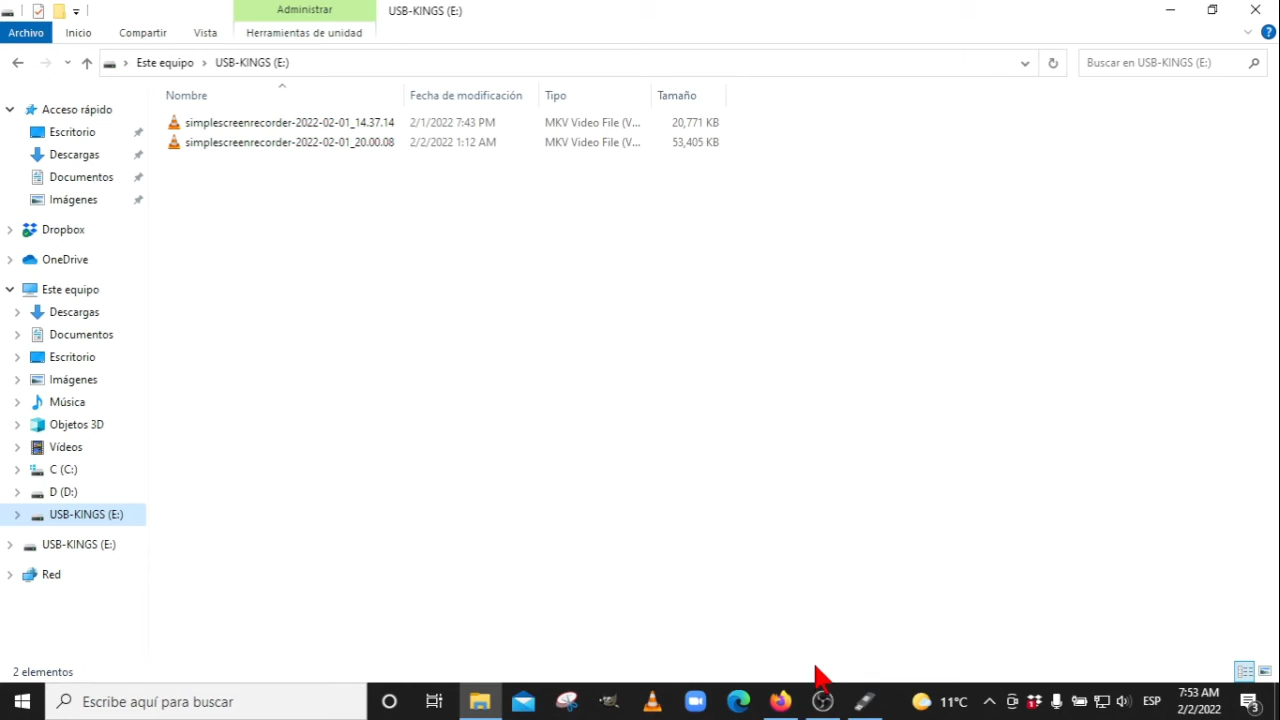 Administrar
USB-KINGS (E:)
Archivo
Inicio
Compartir
Vista
Herramientas de unidad
Este equipo
USB-KINGS (E:)
Buscar en USB-KINGS (E:)
Nombre
Fecha de modificación
Tipo
Tamaño
simplescreenrecorder-2022-02-01_14.37.14 2/1/2022 7:43 PM MKV Video File (V... 20,771 KB
simplescreenrecorder-2022-02-01_20.00.08 2/2/2022 1:12 AM MKV Video File (V... 53,405 KB
Acceso rápido
Escritorio
Descargas
Documentos
Imágenes
Dropbox
OneDrive
Este equipo
Descargas
Documentos
Escritorio
Imágenes
Música
Objetos 3D
Vídeos
C (C:)
D (D:)
USB-KINGS (E:)
USB-KINGS (E:)
Red
2 elementos
Escribe aquí para buscar
11°C
ESP
7:53 AM
2/2/2022
3